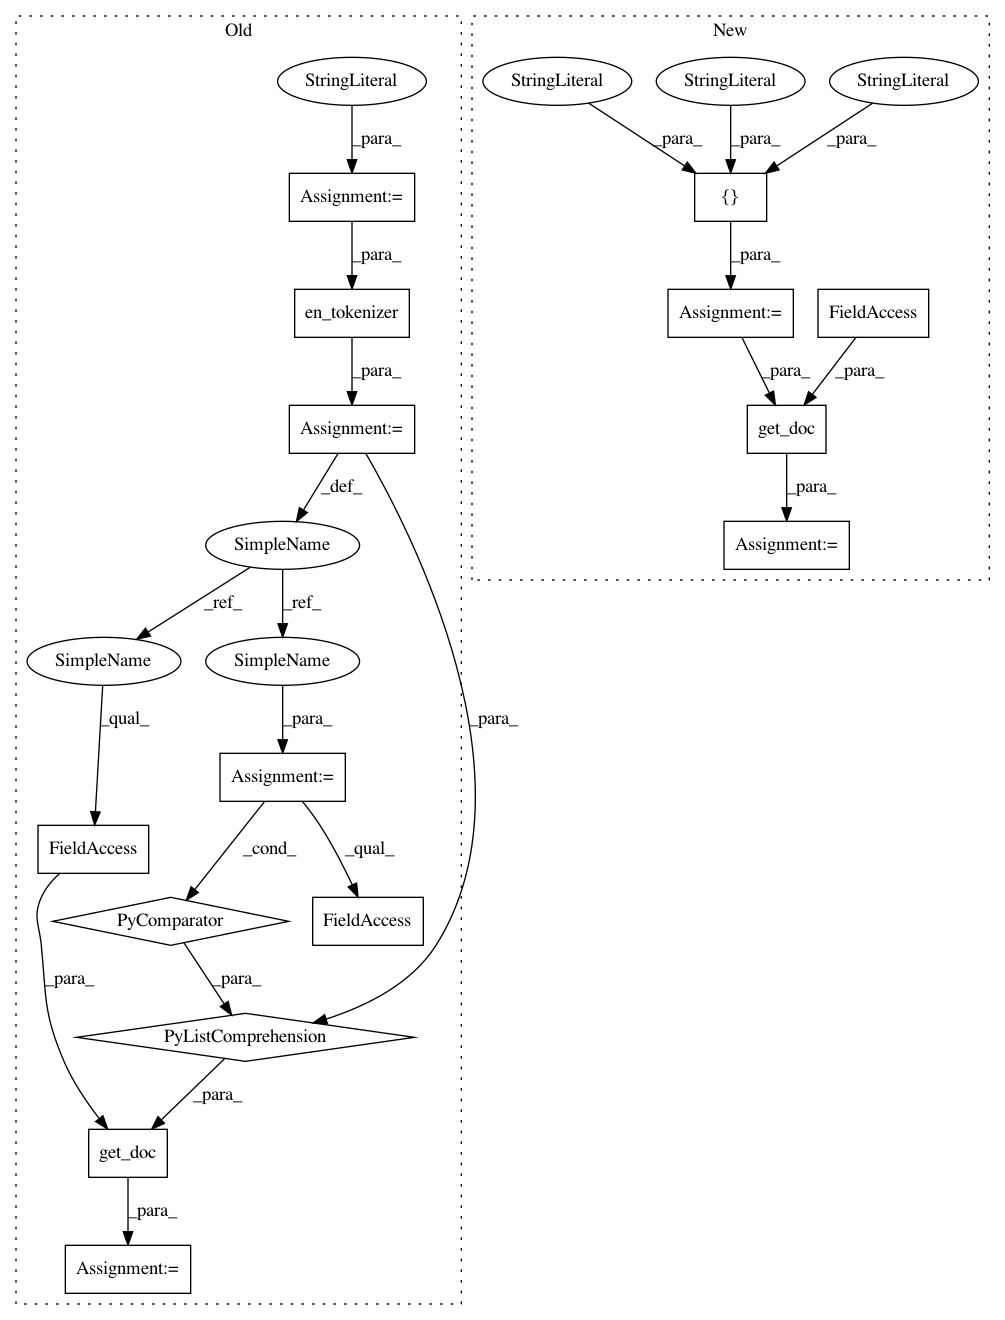 Old
New
StringLiteral
StringLiteral
StringLiteral
StringLiteral
_para_
_para_
_para_
_para_
Assignment:=
{}
_para_
_para_
en_tokenizer
Assignment:=
FieldAccess
_para_
_para_
_para_
Assignment:=
get_doc
_def_
_para_
SimpleName
Assignment:=
_ref_
_ref_
SimpleName
SimpleName
_qual_
_para_
_para_
Assignment:=
FieldAccess
_cond_
_qual_
PyComparator
FieldAccess
_para_
_para_
PyListComprehension
_para_
get_doc
_para_
Assignment:=